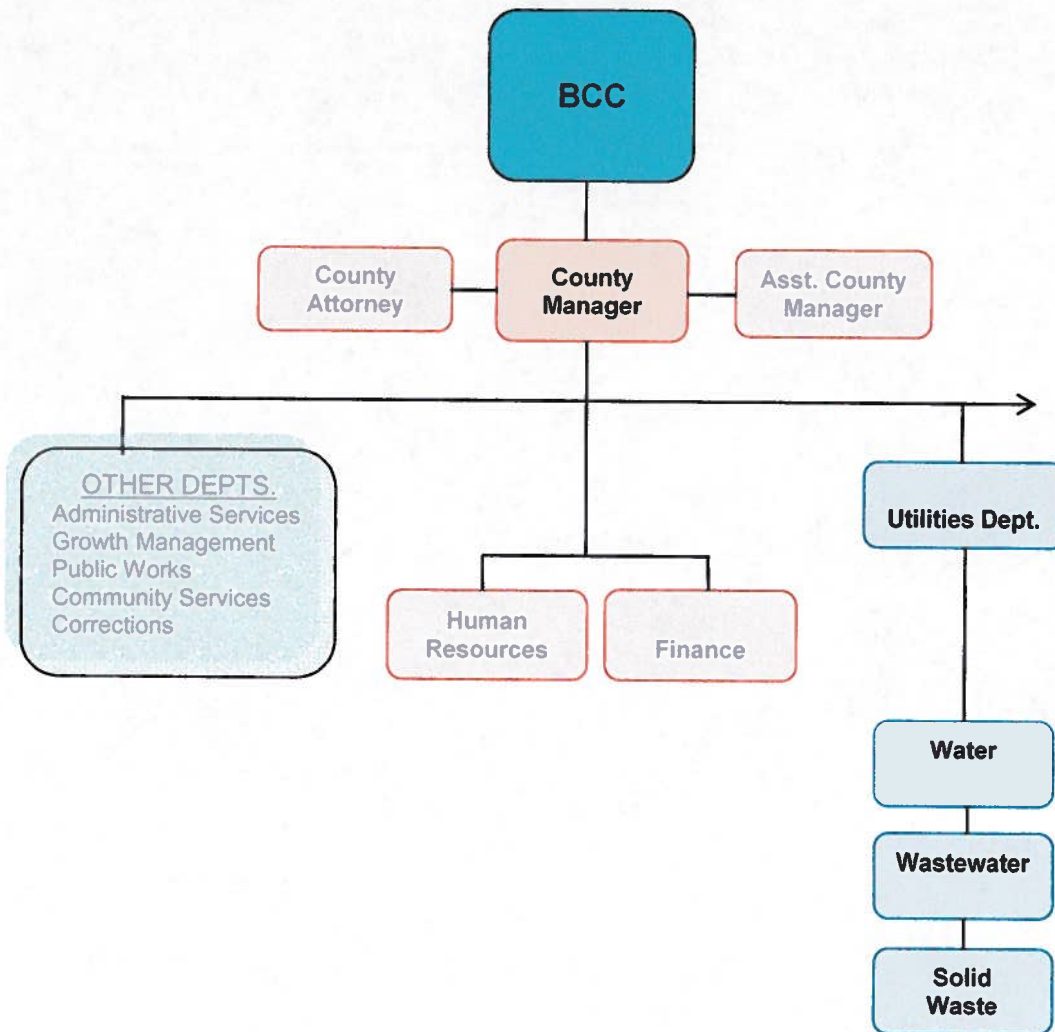 BCC
County
Attorney
County
Manager
Asst. County
Manager
OTHER DEPTS.
Administrative Services
Growth Management
Public Works
Community Services
Corrections
Human
Resources
Finance
Utilities Dept.
Water
Wastewater
Solid
Waste